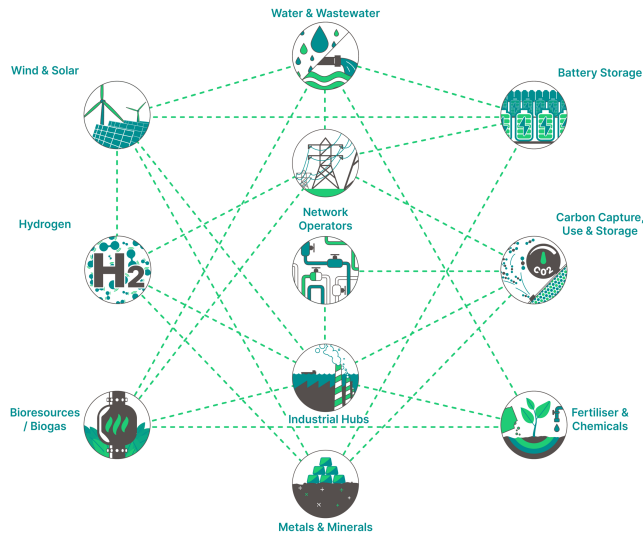 Water & Wastewater
Wind & Solar
Battery Storage
Network
Operators
Hydrogen
Carbon Capture,
Use & Storage
H2
CO2
Bioresources
/ Biogas
Industrial Hubs
Fertiliser &
Chemicals
Metals & Minerals